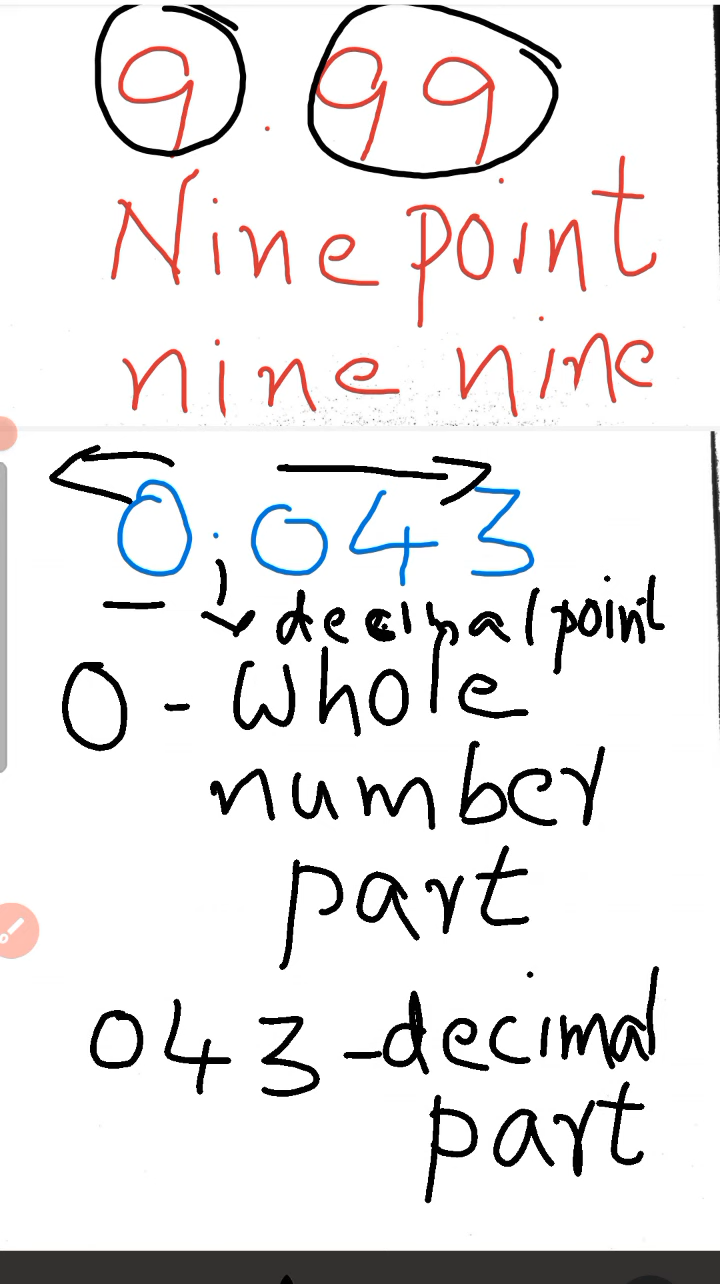 9.99
Nine point
nine nine
0.043
decimal point
0 - Whole
number
part
043 - decimal
part